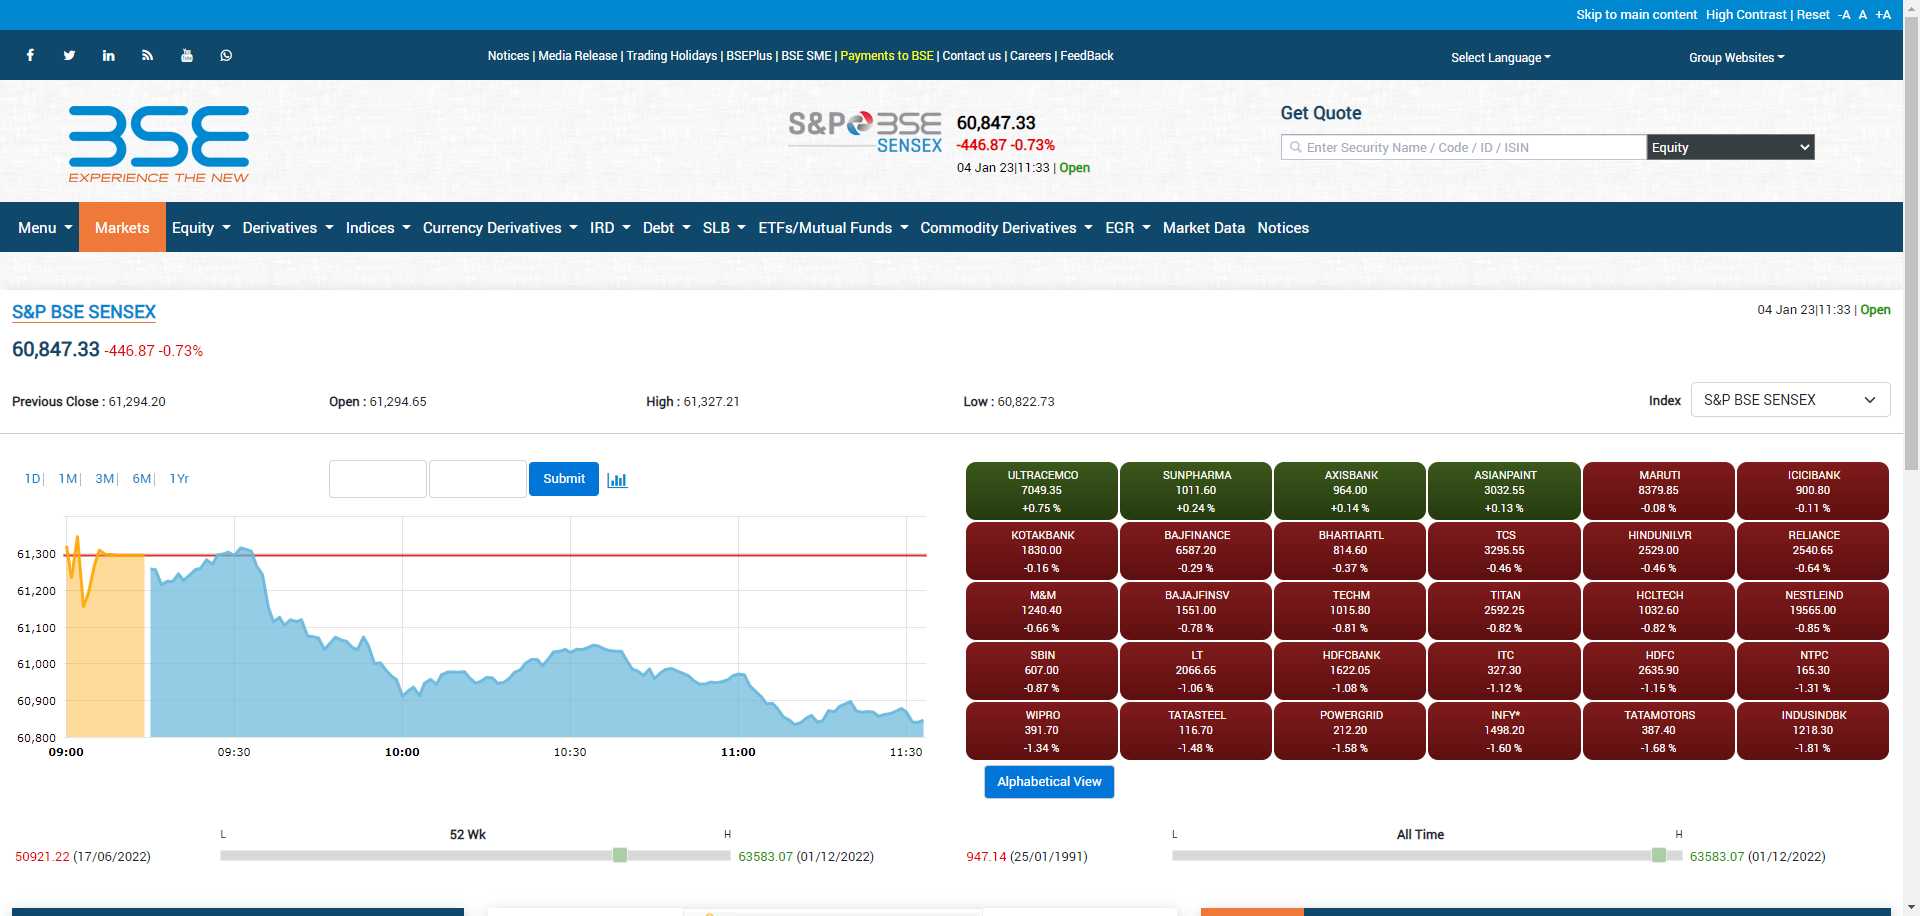 Skip to main content High Contrast | Reset -A A +A
Notices | Media Release | Trading Holidays | BSEPlus | BSE SME | Payments to BSE | Contact us | Careers | FeedBack
Select Language
Group Websites
BSE
EXPERIENCE THE NEW
S&P BSE
SENSEX
60,847.33
-446.87 -0.73%
04 Jan 23|11:33 | Open
Get Quote
Enter Security Name / Code / ID / ISIN
Equity
Menu Markets Equity Derivatives Indices Currency Derivatives IRD Debt SLB ETFs/Mutual Funds Commodity Derivatives EGR Market Data Notices
S&P BSE SENSEX
04 Jan 23|11:33 | Open
60,847.33 -446.87 -0.73%
Previous Close : 61,294.20
Open : 61,294.65
High : 61,327.21
Low : 60,822.73
Index
S&P BSE SENSEX
1D| 1M| 3M| 6M| 1Yr
Submit
61,300
61,200
61,100
61,000
60,900
60,800
09:00 09:30 10:00 10:30 11:00 11:30
ULTRACEMCO
7049.35
+0.75 %
SUNPHARMA
1011.60
+0.24 %
AXISBANK
964.00
+0.14 %
ASIANPAINT
3032.55
+0.13 %
MARUTI
8379.85
-0.08 %
ICICIBANK
900.80
-0.11 %
KOTAKBANK
1830.00
-0.16 %
BAJFINANCE
6587.20
-0.29 %
BHARTIARTL
814.60
-0.37 %
TCS
3295.55
-0.46 %
HINDUNILVR
2529.00
-0.46 %
RELIANCE
2540.65
-0.64 %
M&M
1240.40
-0.66 %
BAJAJFINSV
1551.00
-0.78 %
TECHM
1015.80
-0.81 %
TITAN
2592.25
-0.82 %
HCLTECH
1032.60
-0.82 %
NESTLEIND
19565.00
-0.85 %
SBIN
607.00
-0.87 %
LT
2066.65
-1.06 %
HDFCBANK
1622.05
-1.08 %
ITC
327.30
-1.12 %
HDFC
2635.90
-1.15 %
NTPC
165.30
-1.31 %
WIPRO
391.70
-1.34 %
TATASTEEL
116.70
-1.48 %
POWERGRID
212.20
-1.58 %
INFY*
1498.20
-1.60 %
TATAMOTORS
387.40
-1.68 %
INDUSINDBK
1218.30
-1.81 %
Alphabetical View
L 52 Wk H
50921.22 (17/06/2022) 63583.07 (01/12/2022)
L All Time H
947.14 (25/01/1991) 63583.07 (01/12/2022)